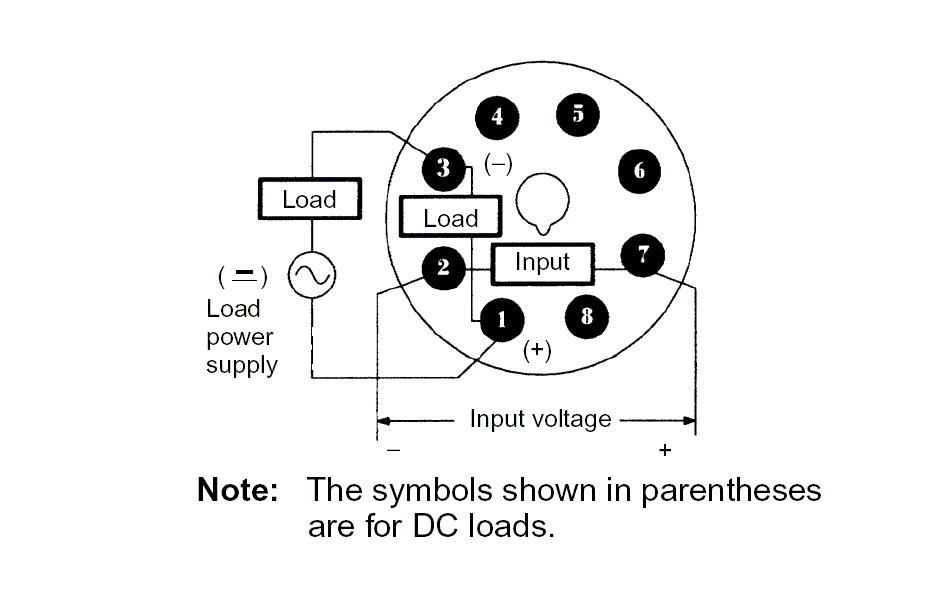 4
5
3
(–)
6
Load
Load
2
Input
7
( ⎓ )
Load
power
supply
1
8
(+)
Input voltage
–
+
Note: The symbols shown in parentheses
are for DC loads.